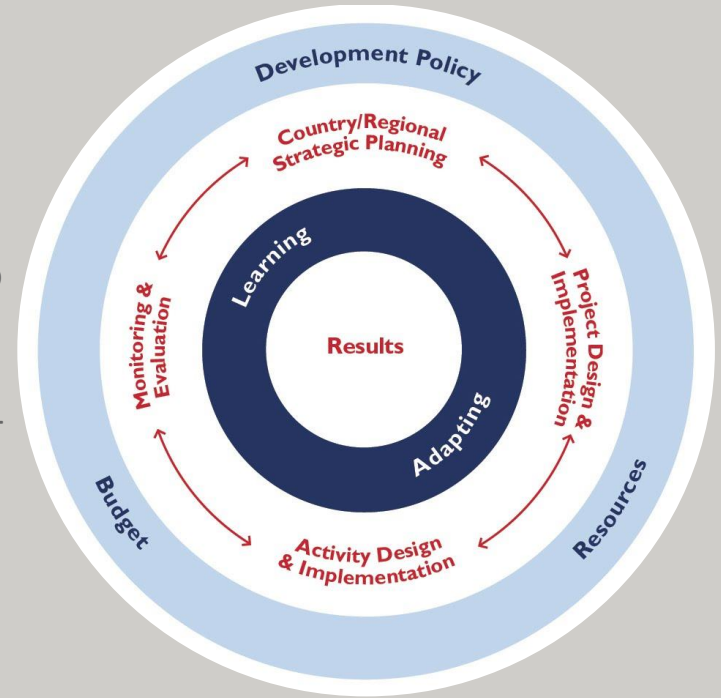 Development Policy
Country/Regional
Strategic Planning
Learning
Project Design &
Implementation
Monitoring &
Evaluation
Results
Adapting
Budget
Resources
Activity Design
& Implementation